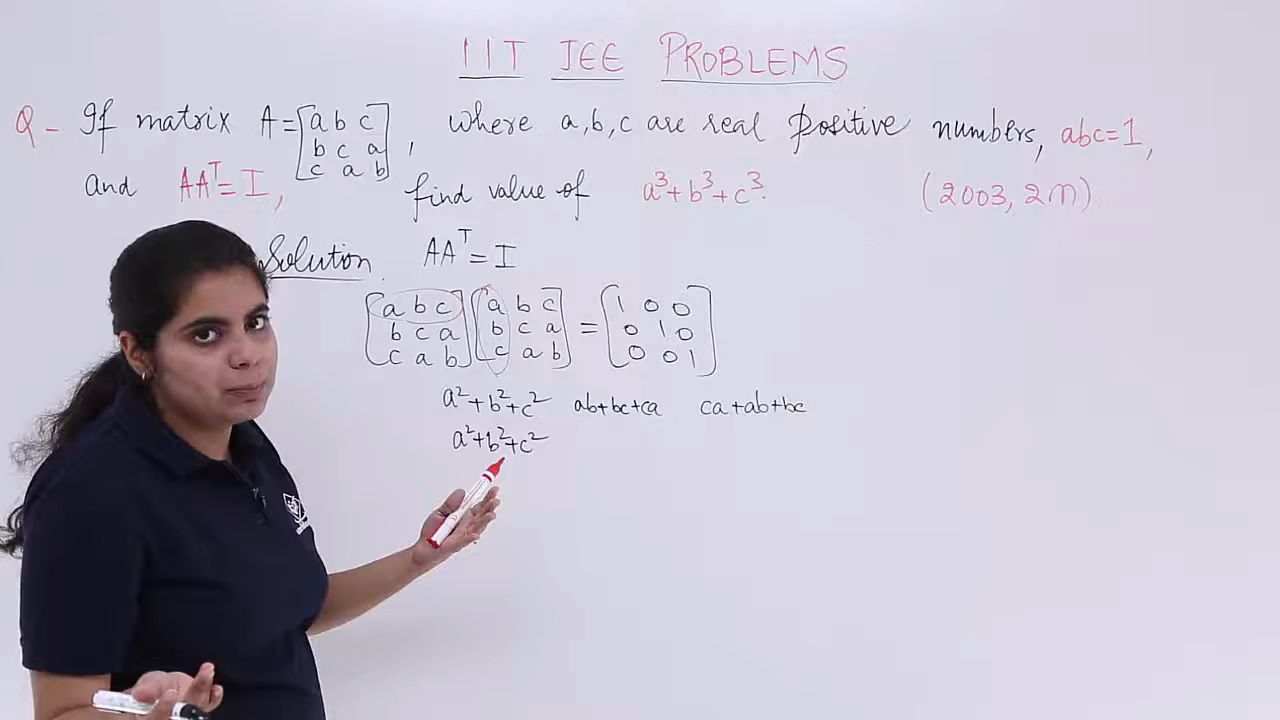 IIT JEE PROBLEMS
Q - If matrix A = [a b c
b c a
c a b] , where a,b,c are real positive numbers, abc=1,
and AAᵀ = I, find value of a³+b³+c³. (2003, 2M)
Solution AAᵀ = I
[a b c [a b c [1 0 0
b c a b c a = 0 1 0
c a b] c a b] 0 0 1]
a²+b²+c² ab+bc+ca ca+ab+bc
a²+b²+c²